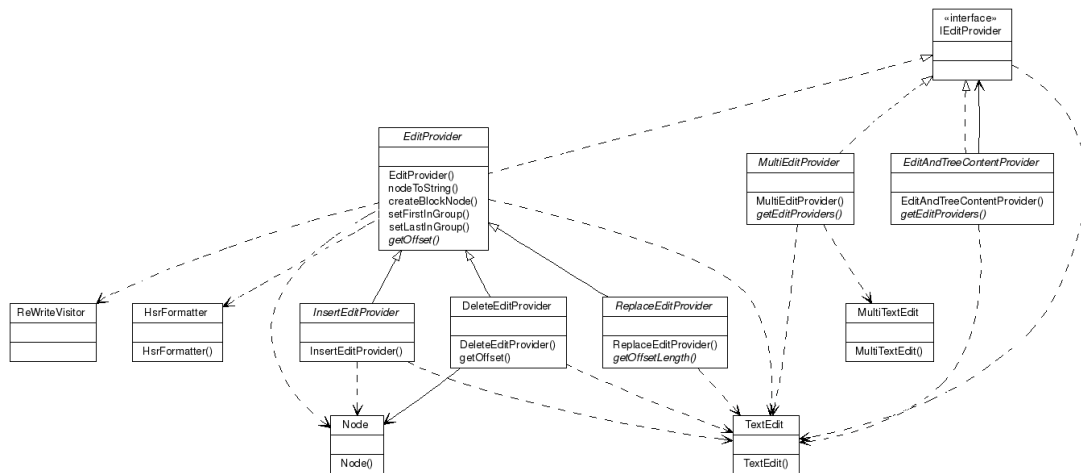 «interface»
IEditProvider
EditProvider
EditProvider()
nodeToString()
createBlockNode()
setFirstInGroup()
setLastInGroup()
getOffset()
MultiEditProvider
MultiEditProvider()
getEditProviders()
EditAndTreeContentProvider
EditAndTreeContentProvider()
getEditProviders()
ReWriteVisitor
HsrFormatter
HsrFormatter()
InsertEditProvider
InsertEditProvider()
DeleteEditProvider
DeleteEditProvider()
getOffset()
ReplaceEditProvider
ReplaceEditProvider()
getOffsetLength()
MultiTextEdit
MultiTextEdit()
Node
Node()
TextEdit
TextEdit()